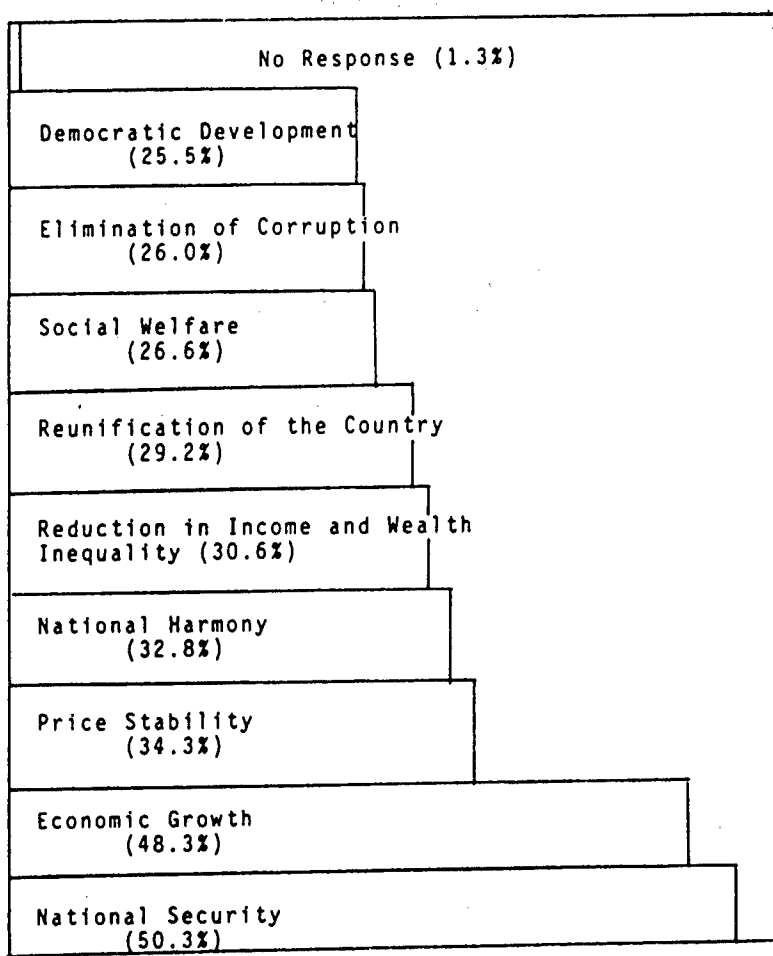 No Response (1.3%)
Democratic Development
(25.5%)
Elimination of Corruption
(26.0%)
Social Welfare
(26.6%)
Reunification of the Country
(29.2%)
Reduction in Income and Wealth
Inequality (30.6%)
National Harmony
(32.8%)
Price Stability
(34.3%)
Economic Growth
(48.3%)
National Security
(50.3%)